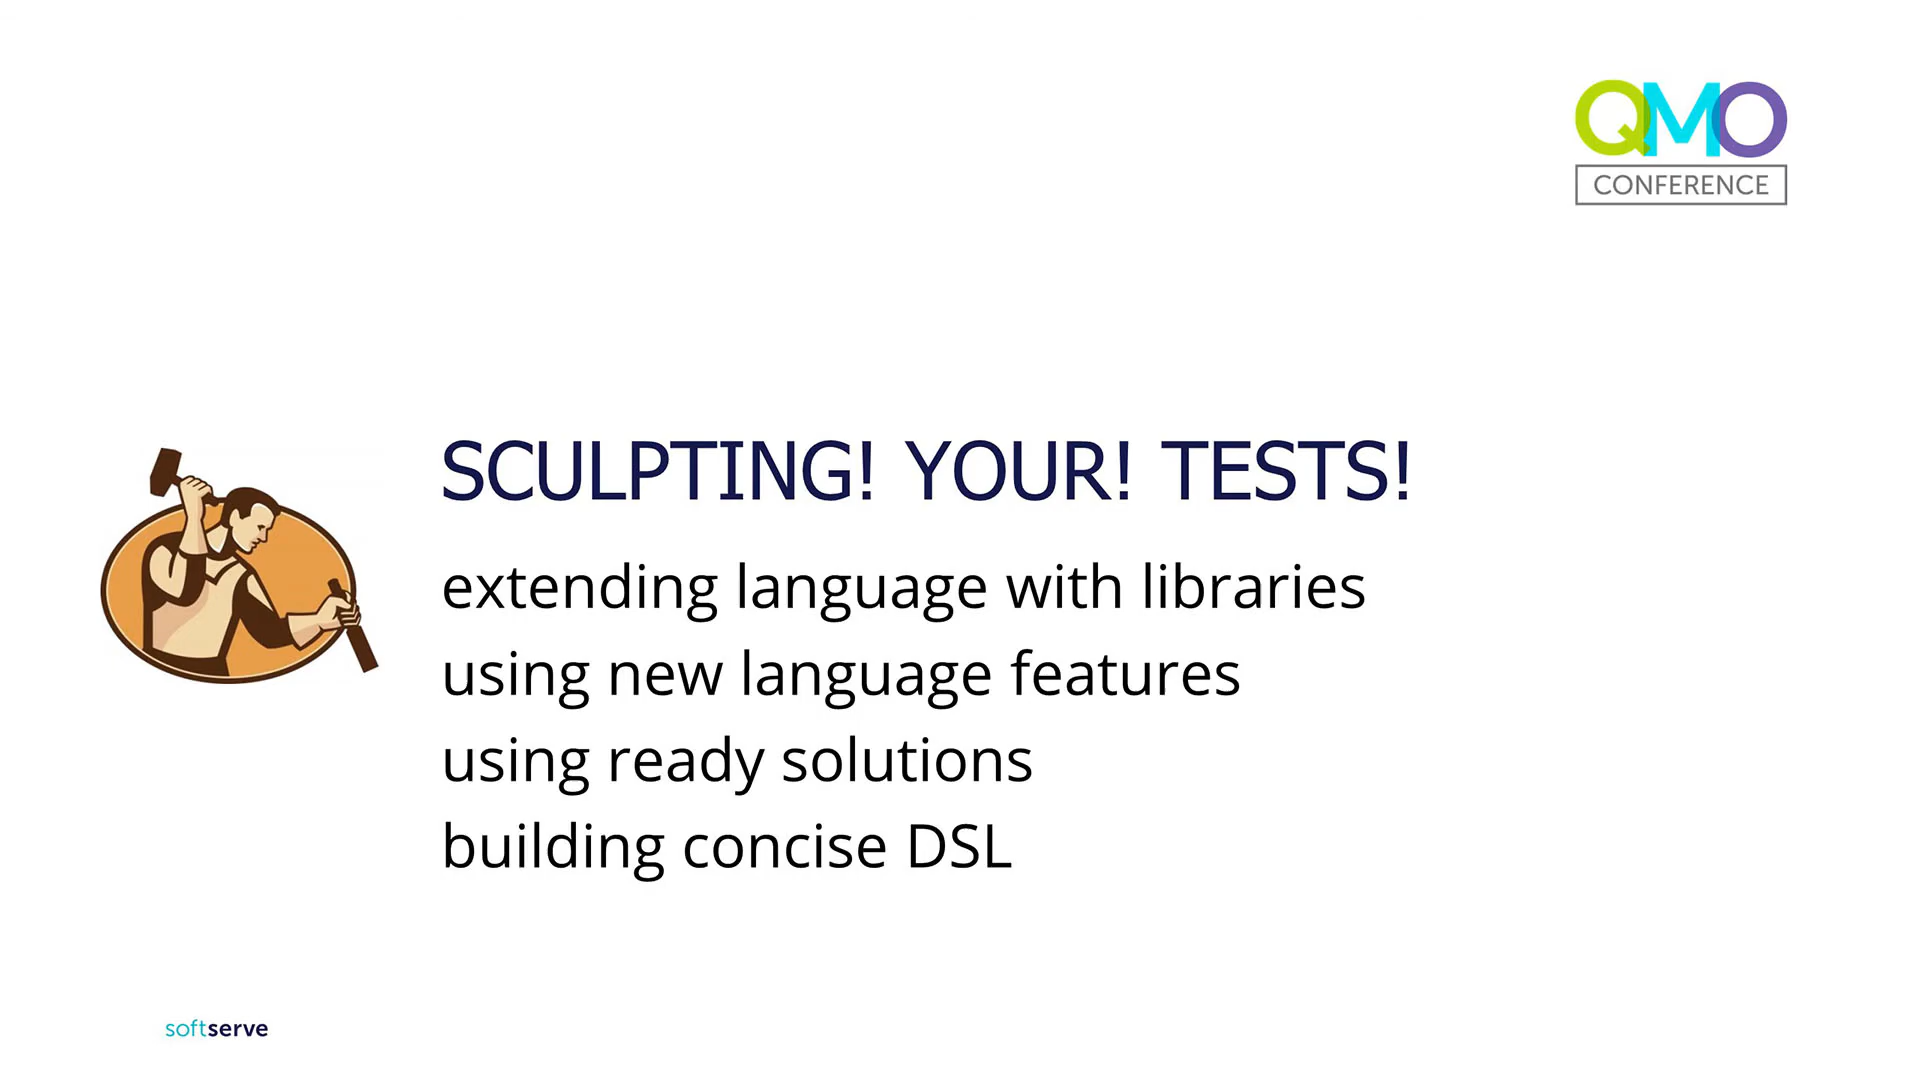 QMO
CONFERENCE
SCULPTING! YOUR! TESTS!
extending language with libraries
using new language features
using ready solutions
building concise DSL
softserve